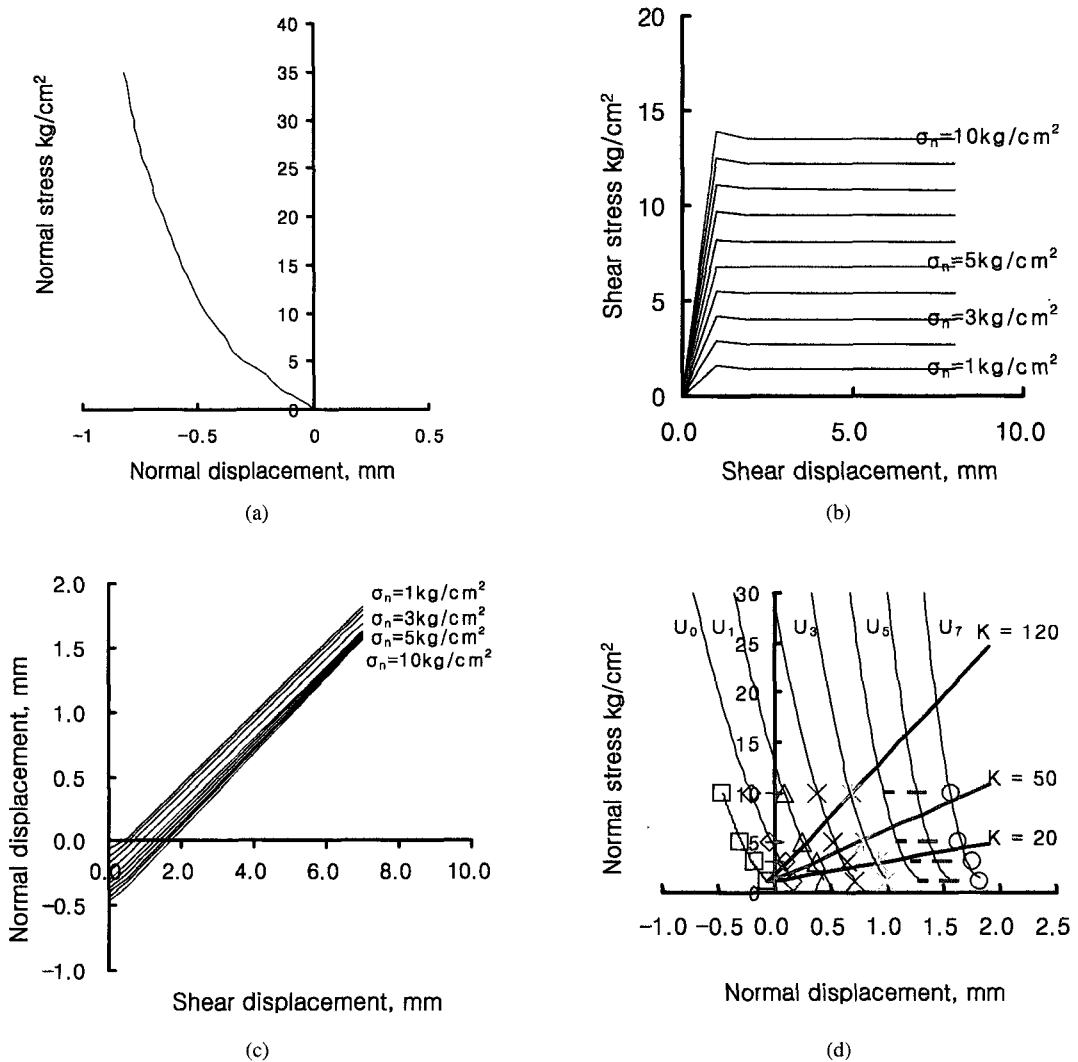 40
35
30
25
20
15
10
5
0
Normal stress kg/cm²
-1
-0.5
0
0.5
Normal displacement, mm
(a)
20
15
10
5
0
Shear stress kg/cm²
σn=10kg/cm²
σn=5kg/cm²
σn=3kg/cm²
σn=1kg/cm²
0.0
5.0
10.0
Shear displacement, mm
(b)
2.0
1.5
1.0
0.5
0.0
-0.5
-1.0
Normal displacement, mm
σn=1kg/cm²
σn=3kg/cm²
σn=5kg/cm²
σn=10kg/cm²
0.0
2.0
4.0
6.0
8.0
10.0
Shear displacement, mm
(c)
30
25
20
15
10
5
0
Normal stress kg/cm²
U0
U1
U3
U5
U7
K = 120
K = 50
K = 20
-1.0
-0.5
0.0
0.5
1.0
1.5
2.0
2.5
Normal displacement, mm
(d)